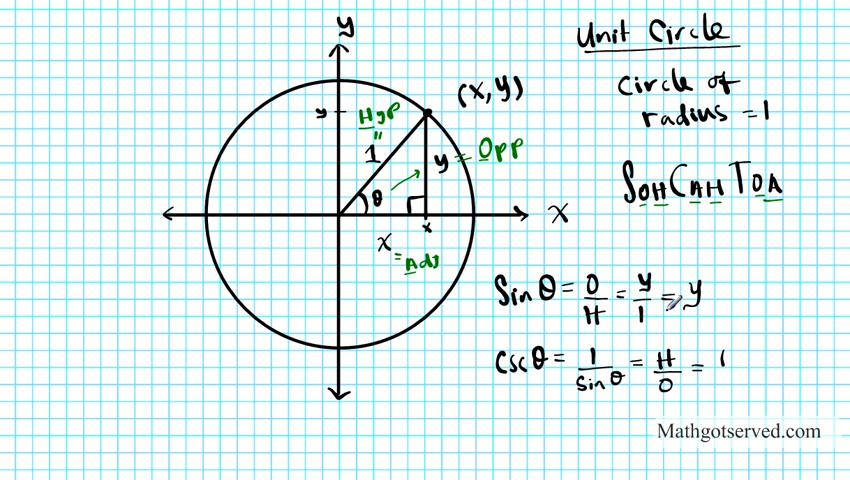 y
Unit Circle
Circle of
radius = 1
(x, y)
y
Hyp
"
1
y = Opp
SOH CAH TOA
θ
x
x
x
= Adj
Sin θ = O/H = y/1 = y
Csc θ = 1/sin θ = H/O = 1
Mathgotserved.com